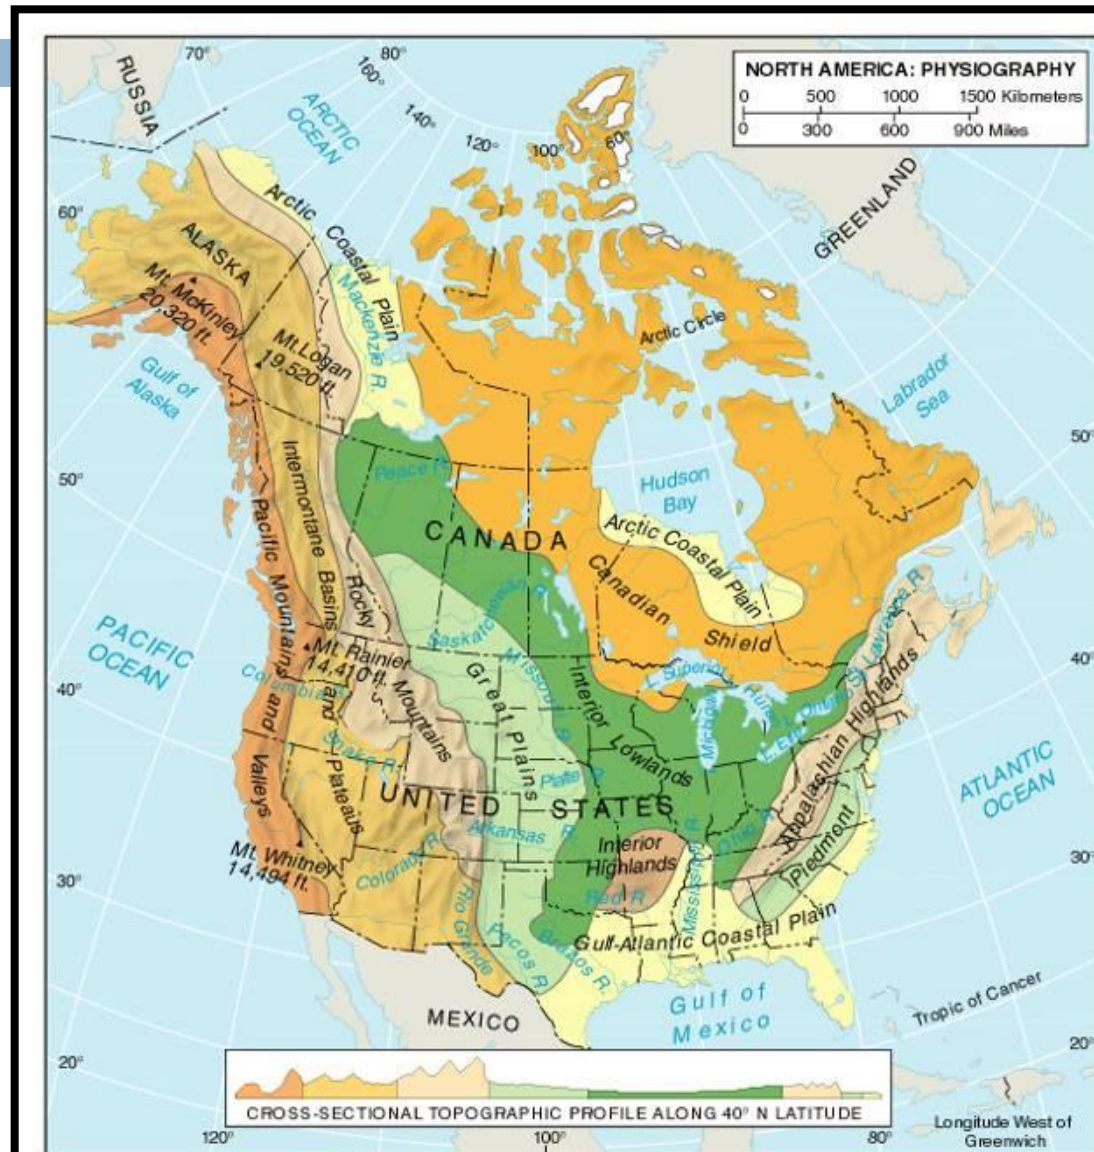 NORTH AMERICA: PHYSIOGRAPHY
0 500 1000 1500 Kilometers
0 300 600 900 Miles
RUSSIA
70°
80°
160°
140°
120°
100°
60°
ARCTIC
OCEAN
GREENLAND
60°
Arctic Coastal Plain
ALASKA
Mt. McKinley
20,320 ft.
Mackenzie R.
Mt. Logan
19,520 ft.
Arctic Circle
Gulf of
Alaska
Labrador
Sea
50°
50°
Peace R.
Hudson
Bay
Intermontane Basins and Plateaus
Pacific Mountains and Valleys
CANADA
Arctic Coastal Plain
Canadian Shield
Rocky Mountains
Saskatchewan R.
St. Lawrence R.
PACIFIC
OCEAN
Mt. Rainier
14,410 ft.
40°
40°
Columbia R.
Missouri R.
Great Plains
Interior Lowlands
L. Superior
L. Huron
Michigan
L. Ontario
L. Erie
Appalachian Highlands
Snake R.
Platte R.
ATLANTIC
OCEAN
UNITED STATES
Arkansas R.
Ohio R.
Mt. Whitney
14,494 ft.
Colorado R.
Interior
Highlands
Piedmont
30°
30°
Red R.
Mississippi R.
Rio Grande
Pecos R.
Brazos R.
Gulf-Atlantic Coastal Plain
MEXICO
Gulf of
Mexico
Tropic of Cancer
20°
20°
CROSS-SECTIONAL TOPOGRAPHIC PROFILE ALONG 40° N LATITUDE
120°
100°
80°
Longitude West of
Greenwich